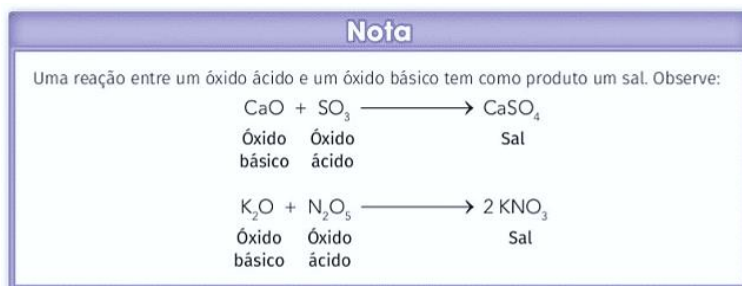 Nota
Uma reação entre um óxido ácido e um óxido básico tem como produto um sal. Observe:
CaO + SO₃ ⟶ CaSO₄
Óxido Óxido Sal
básico ácido
K₂O + N₂O₅ ⟶ 2 KNO₃
Óxido Óxido Sal
básico ácido